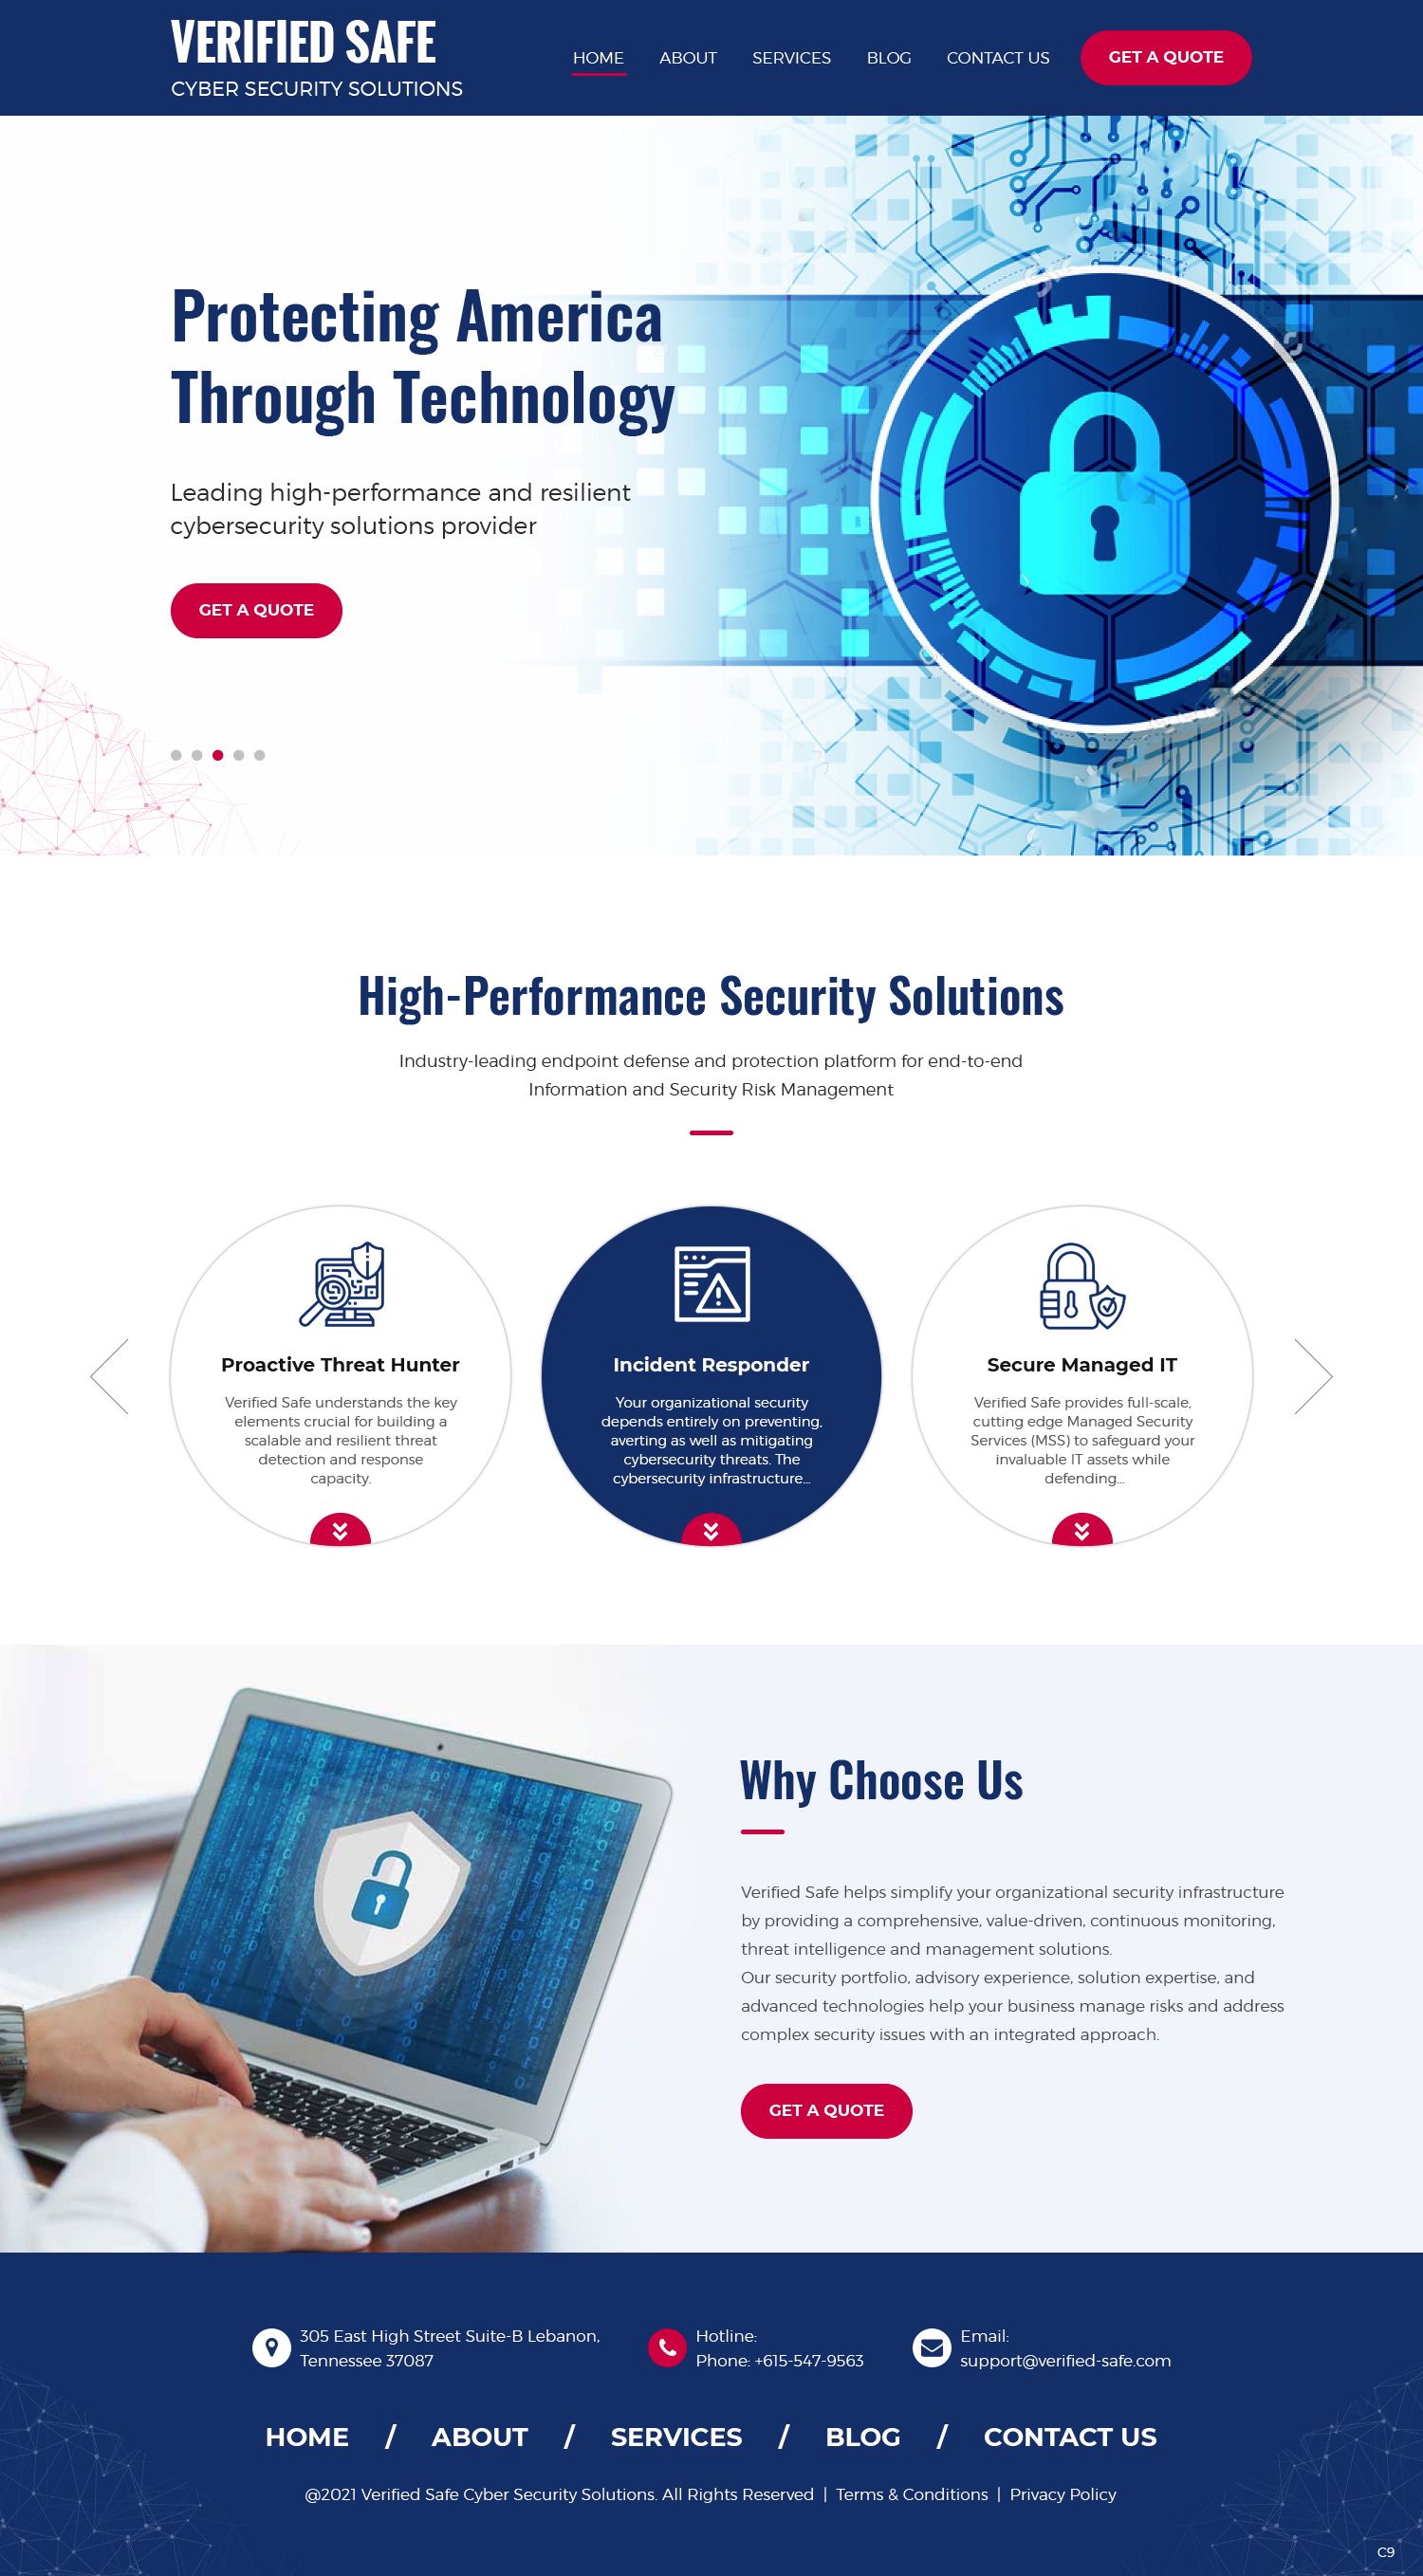 VERIFIED SAFE
CYBER SECURITY SOLUTIONS
HOME ABOUT SERVICES BLOG CONTACT US GET A QUOTE
Protecting America
Through Technology
Leading high-performance and resilient
cybersecurity solutions provider
GET A QUOTE
High-Performance Security Solutions
Industry-leading endpoint defense and protection platform for end-to-end
Information and Security Risk Management
Proactive Threat Hunter
Verified Safe understands the key
elements crucial for building a
scalable and resilient threat
detection and response
capacity.
Incident Responder
Your organizational security
depends entirely on preventing,
averting as well as mitigating
cybersecurity threats. The
cybersecurity infrastructure...
Secure Managed IT
Verified Safe provides full-scale,
cutting edge Managed Security
Services (MSS) to safeguard your
invaluable IT assets while
defending...
Why Choose Us
Verified Safe helps simplify your organizational security infrastructure
by providing a comprehensive, value-driven, continuous monitoring,
threat intelligence and management solutions.
Our security portfolio, advisory experience, solution expertise, and
advanced technologies help your business manage risks and address
complex security issues with an integrated approach.
GET A QUOTE
305 East High Street Suite-B Lebanon,
Tennessee 37087
Hotline:
Phone: +615-547-9563
Email:
support@verified-safe.com
HOME / ABOUT / SERVICES / BLOG / CONTACT US
@2021 Verified Safe Cyber Security Solutions. All Rights Reserved | Terms & Conditions | Privacy Policy
C9